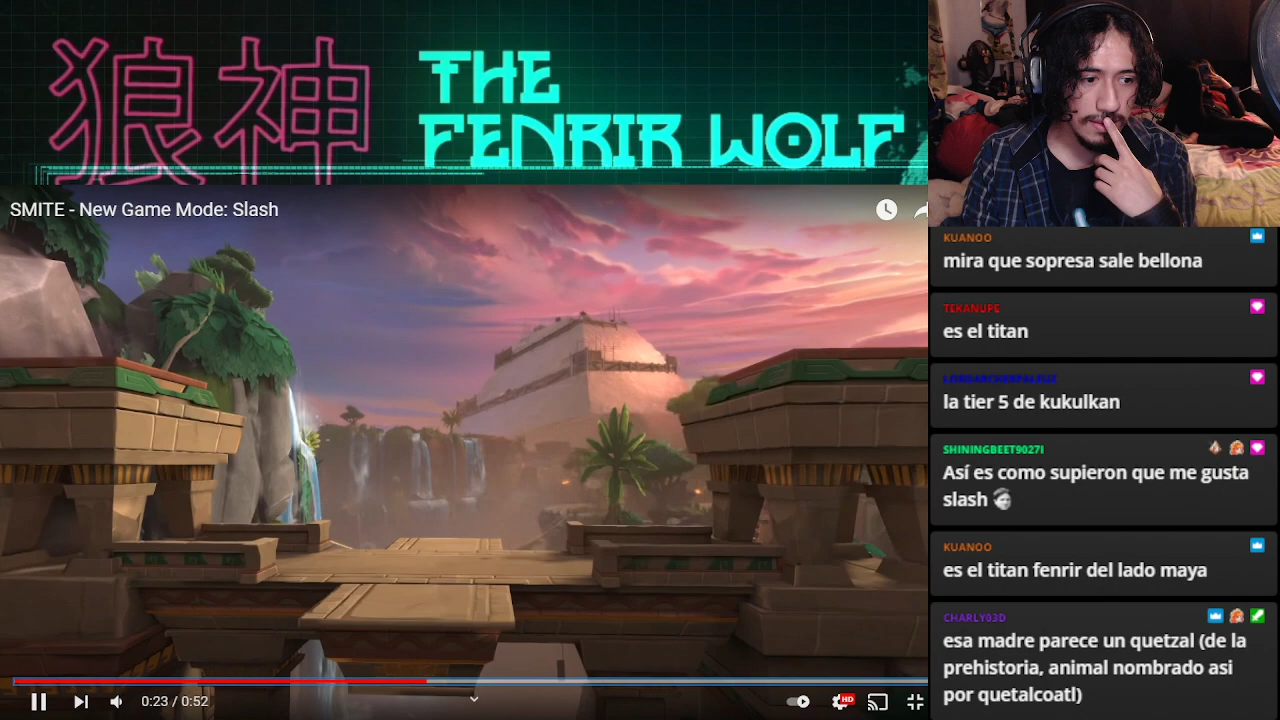 狼神
THE
FENRIR WOLF
SMITE - New Game Mode: Slash
KUANOO
mira que sopresa sale bellona
TEKANUPE
es el titan
la tier 5 de kukulkan
SHININGBEET9027I
Así es como supieron que me gusta
slash
KUANOO
es el titan fenrir del lado maya
CHARLY03D
esa madre parece un quetzal (de la
prehistoria, animal nombrado asi
por quetalcoatl)
0:23 / 0:52
HD